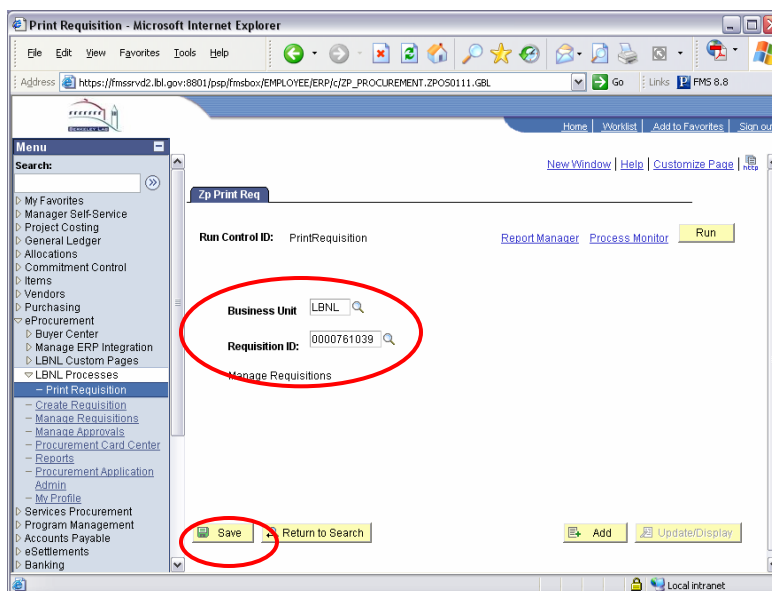 Print Requisition - Microsoft Internet Explorer
File Edit View Favorites Tools Help
Address https://fmssrvd2.lbl.gov:8801/psp/fmsbox/EMPLOYEE/ERP/c/ZP_PROCUREMENT.ZPOS0111.GBL Go Links FMS 8.8
BERKELEY LAB
Home Worklist Add to Favorites Sign out
Menu
Search:
New Window | Help | Customize Page | http
My Favorites
Manager Self-Service
Project Costing
General Ledger
Allocations
Commitment Control
Items
Vendors
Purchasing
eProcurement
Buyer Center
Manage ERP Integration
LBNL Custom Pages
LBNL Processes
– Print Requisition
– Create Requisition
– Manage Requisitions
– Manage Approvals
– Procurement Card Center
– Reports
– Procurement Application
Admin
– My Profile
Services Procurement
Program Management
Accounts Payable
eSettlements
Banking
Zp Print Req
Run Control ID: PrintRequisition Report Manager Process Monitor Run
Business Unit LBNL
Requisition ID: 0000761039
Manage Requisitions
Save Return to Search Add Update/Display
Local intranet